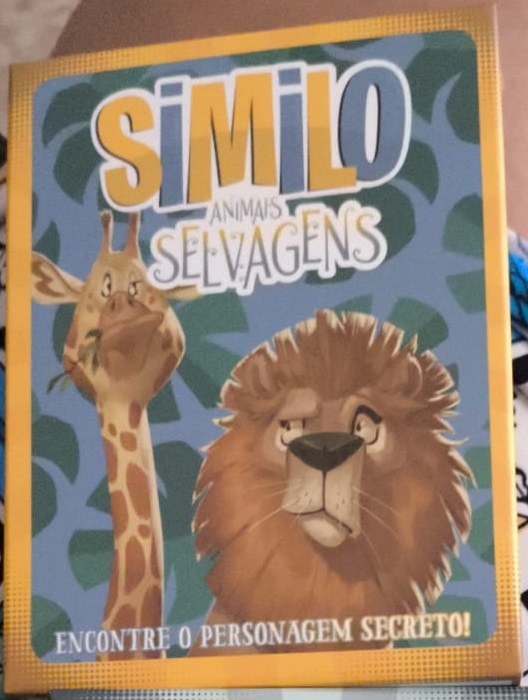 SiMiLO
ANIMAIS
SELVAGENS
ENCONTRE O PERSONAGEM SECRETO!